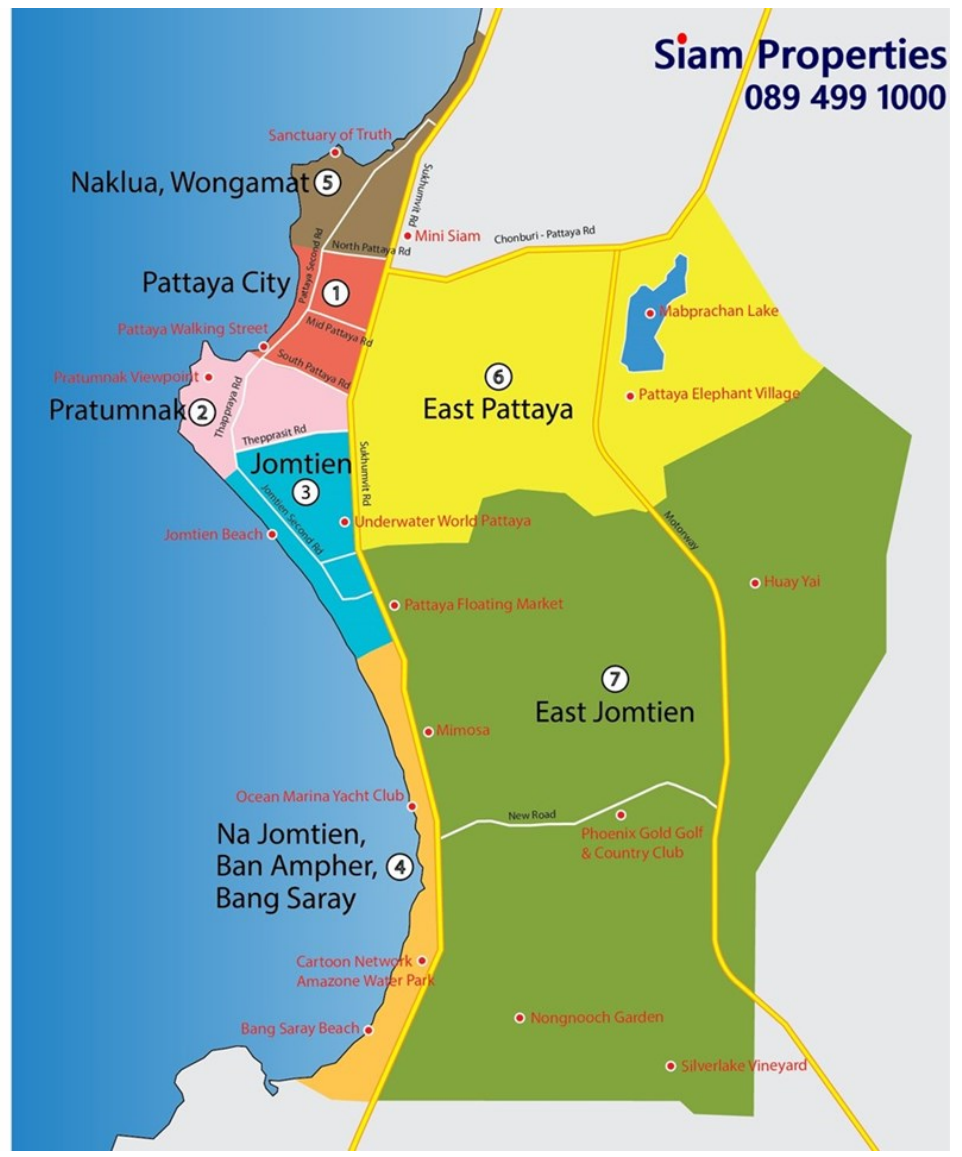 Siam Properties
089 499 1000
Sanctuary of Truth
Naklua, Wongamat 5
Sukhumvit Rd
Mini Siam
Chonburi - Pattaya Rd
North Pattaya Rd
Pattaya Second Rd
Pattaya City
1
Mabprachan Lake
Mid Pattaya Rd
Pattaya Walking Street
South Pattaya Rd
Pratumnak Viewpoint
6
East Pattaya
Pattaya Elephant Village
Pratumnak 2
Thappraya Rd
Thepprasit Rd
Jomtien
3
Sukhumvit Rd
Jomtien Second Rd
Underwater World Pattaya
Jomtien Beach
Motorway
Huay Yai
Pattaya Floating Market
7
East Jomtien
Mimosa
Ocean Marina Yacht Club
New Road
Phoenix Gold Golf
& Country Club
Na Jomtien,
Ban Ampher, 4
Bang Saray
Cartoon Network
Amazone Water Park
Nongnooch Garden
Bang Saray Beach
Silverlake Vineyard